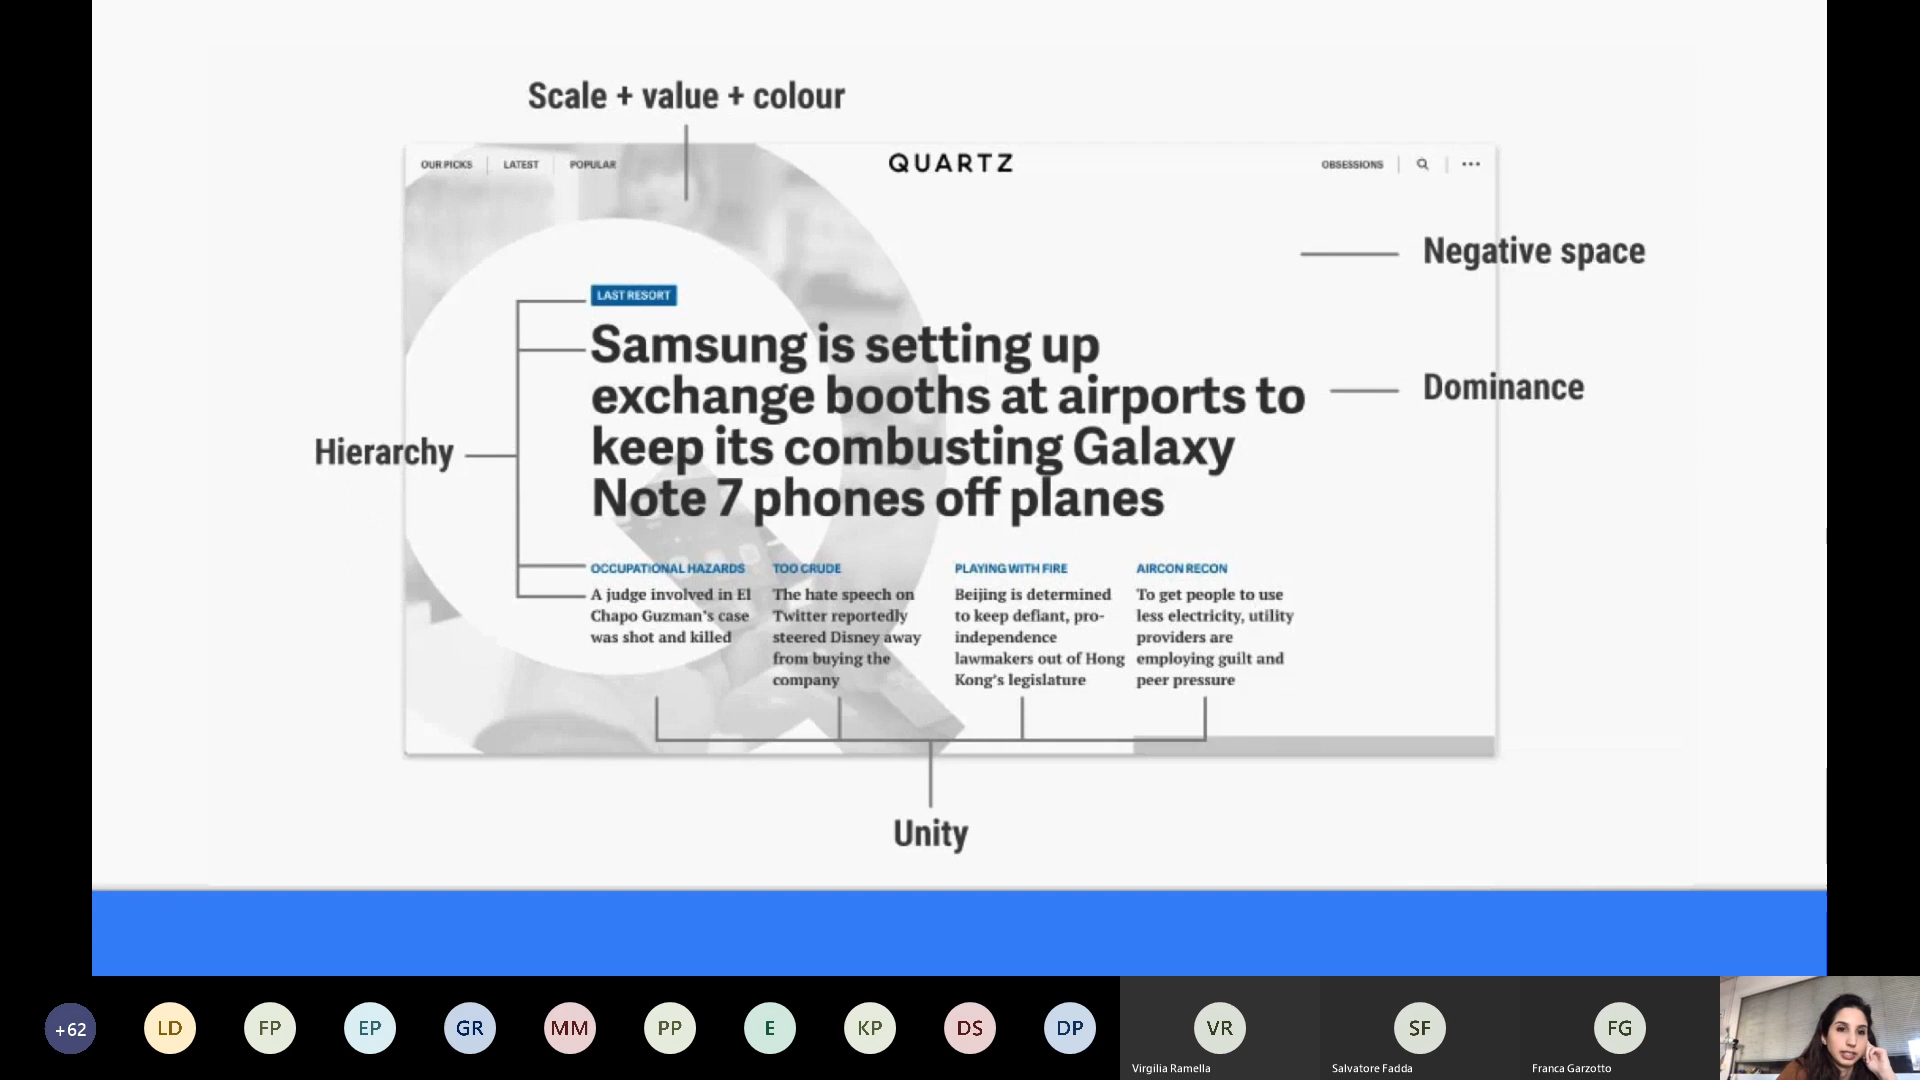 Scale + value + colour
OUR PICKS
LATEST
POPULAR
QUARTZ
OBSESSIONS
Negative space
LAST RESORT
Samsung is setting up
exchange booths at airports to
keep its combusting Galaxy
Note 7 phones off planes
Dominance
Hierarchy
OCCUPATIONAL HAZARDS
A judge involved in El
Chapo Guzman's case
was shot and killed
TOO CRUDE
The hate speech on
Twitter reportedly
steered Disney away
from buying the
company
PLAYING WITH FIRE
Beijing is determined
to keep defiant, pro-
independence
lawmakers out of Hong
Kong's legislature
AIRCON RECON
To get people to use
less electricity, utility
providers are
employing guilt and
peer pressure
Unity
+62
LD
FP
EP
GR
MM
PP
E
KP
DS
DP
VR
Virgilia Ramella
SF
Salvatore Fadda
FG
Franca Garzotto